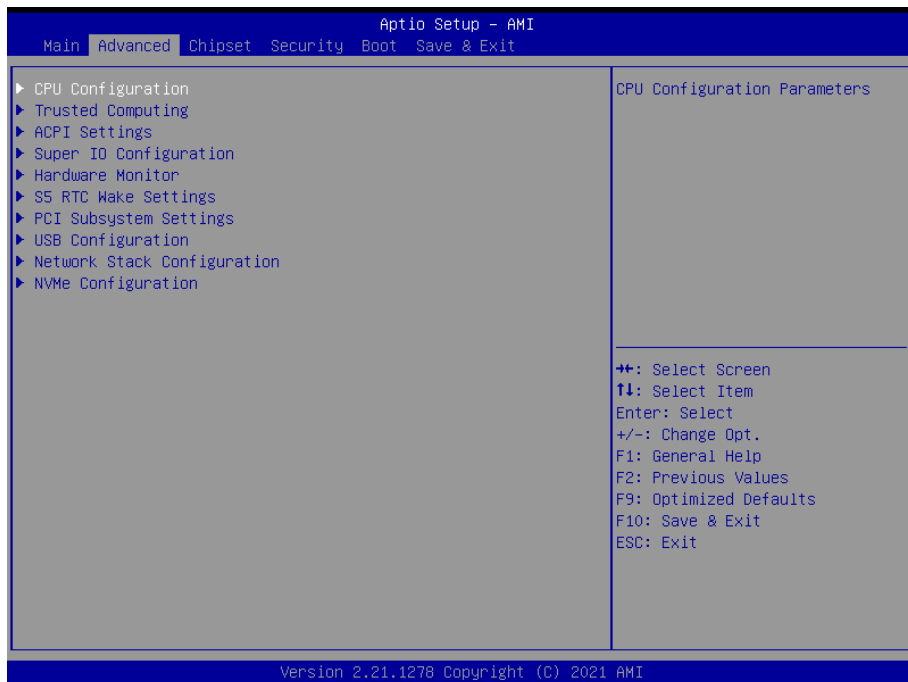 Aptio Setup – AMI
Main Advanced Chipset Security Boot Save & Exit
▶ CPU Configuration
▶ Trusted Computing
▶ ACPI Settings
▶ Super IO Configuration
▶ Hardware Monitor
▶ S5 RTC Wake Settings
▶ PCI Subsystem Settings
▶ USB Configuration
▶ Network Stack Configuration
▶ NVMe Configuration
CPU Configuration Parameters
→←: Select Screen
↑↓: Select Item
Enter: Select
+/-: Change Opt.
F1: General Help
F2: Previous Values
F9: Optimized Defaults
F10: Save & Exit
ESC: Exit
Version 2.21.1278 Copyright (C) 2021 AMI